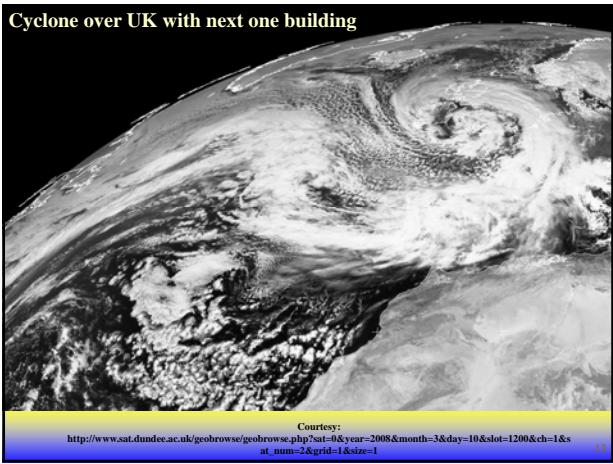 Cyclone over UK with next one building
Courtesy:
http://www.sat.dundee.ac.uk/geobrowse/geobrowse.php?sat=0&year=2008&month=3&day=10&slot=1200&ch=1&s
at_num=2&grid=1&size=1